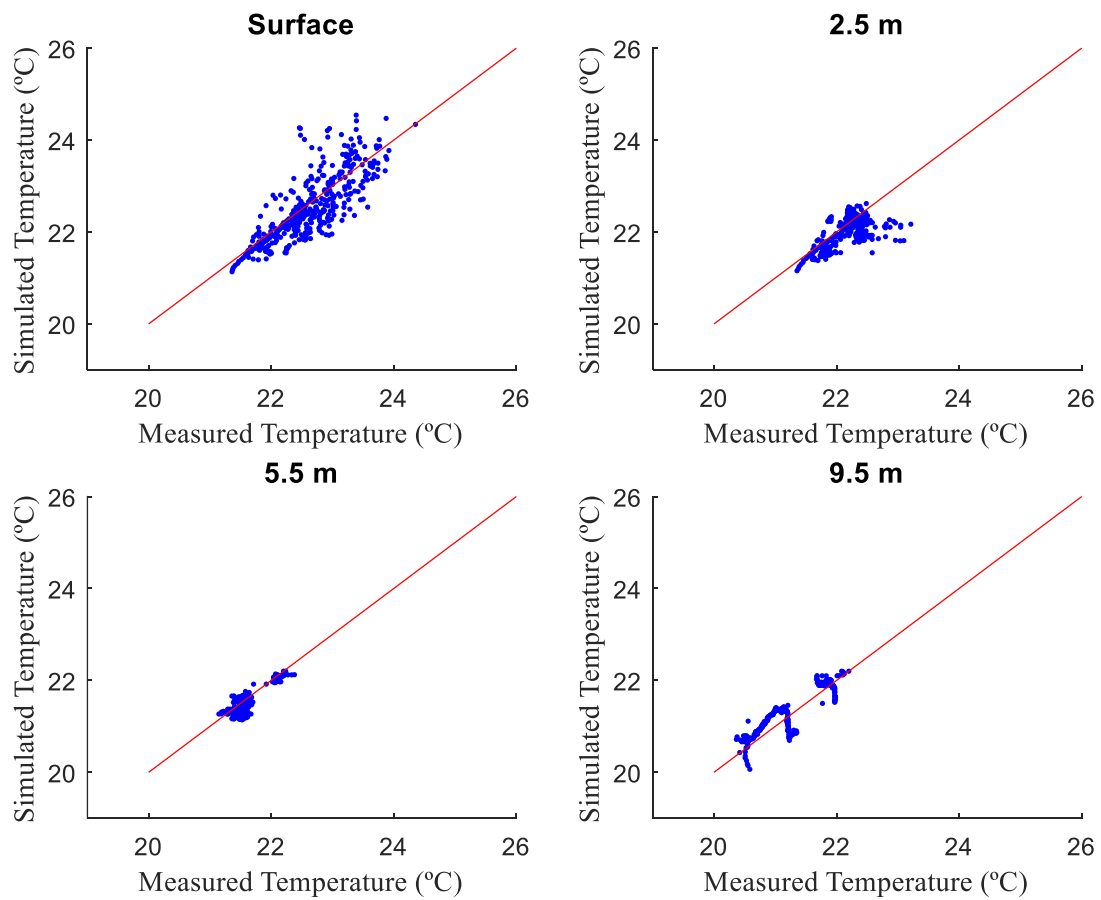 Surface
Simulated Temperature (ºC)
26
24
22
20
20 22 24 26
Measured Temperature (ºC)
2.5 m
Simulated Temperature (ºC)
26
24
22
20
20 22 24 26
Measured Temperature (ºC)
5.5 m
Simulated Temperature (ºC)
26
24
22
20
20 22 24 26
Measured Temperature (ºC)
9.5 m
Simulated Temperature (ºC)
26
24
22
20
20 22 24 26
Measured Temperature (ºC)